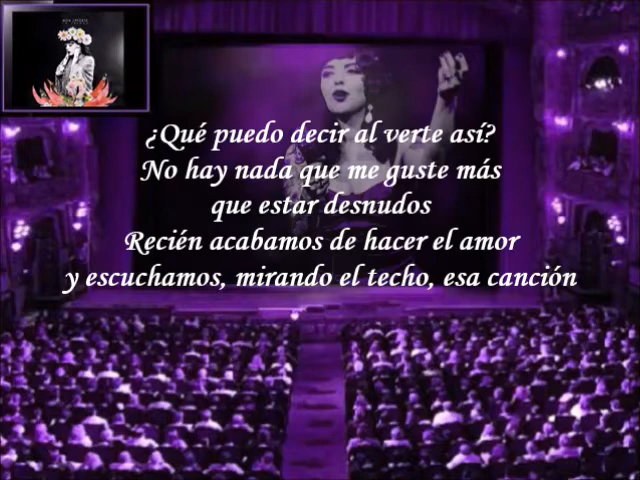 ¿Qué puedo decir al verte así?
No hay nada que me guste más
que estar desnudos
Recién acabamos de hacer el amor
y escuchamos, mirando el techo, esa canción